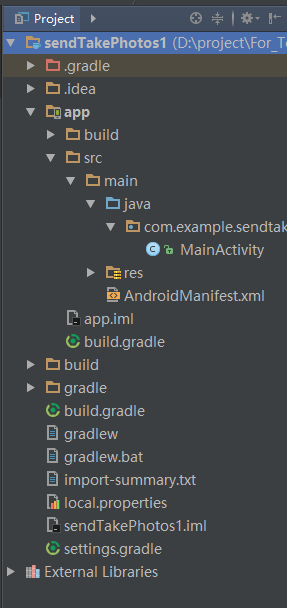 Project
sendTakePhotos1 (D:\project\For_Te
.gradle
.idea
app
build
src
main
java
com.example.sendtak
MainActivity
res
AndroidManifest.xml
app.iml
build.gradle
build
gradle
build.gradle
gradlew
gradlew.bat
import-summary.txt
local.properties
sendTakePhotos1.iml
settings.gradle
External Libraries